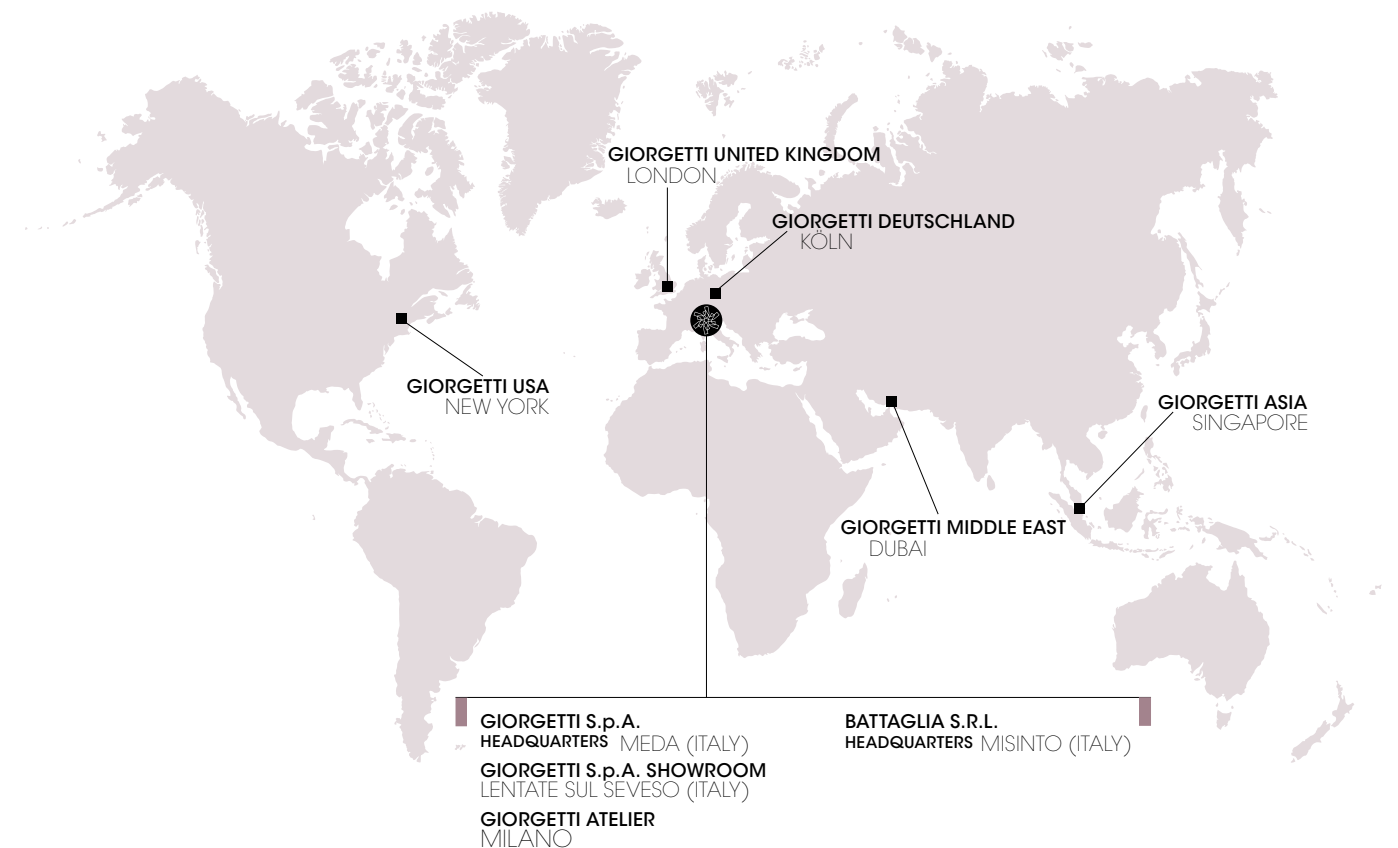 GIORGETTI UNITED KINGDOM
LONDON
GIORGETTI DEUTSCHLAND
KÖLN
GIORGETTI USA
NEW YORK
GIORGETTI ASIA
SINGAPORE
GIORGETTI MIDDLE EAST
DUBAI
GIORGETTI S.p.A.
HEADQUARTERS MEDA (ITALY)
GIORGETTI S.p.A. SHOWROOM
LENTATE SUL SEVESO (ITALY)
GIORGETTI ATELIER
MILANO
BATTAGLIA S.R.L.
HEADQUARTERS MISINTO (ITALY)